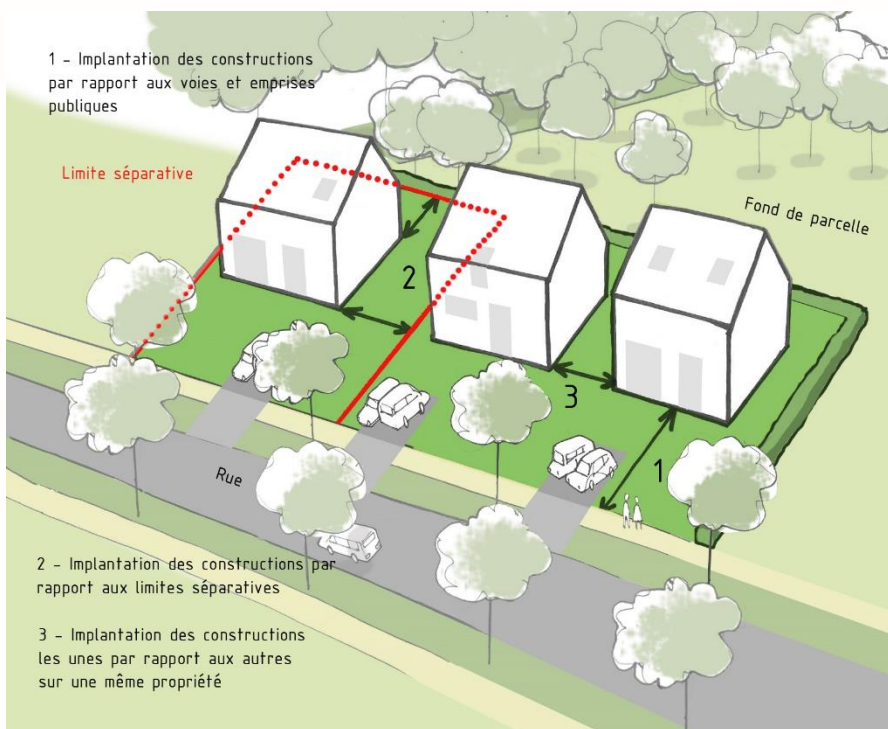 1 - Implantation des constructions
par rapport aux voies et emprises
publiques
Limite séparative
Fond de parcelle
2
3
1
Rue
2 - Implantation des constructions par
rapport aux limites séparatives
3 - Implantation des constructions
les unes par rapport aux autres
sur une même propriété